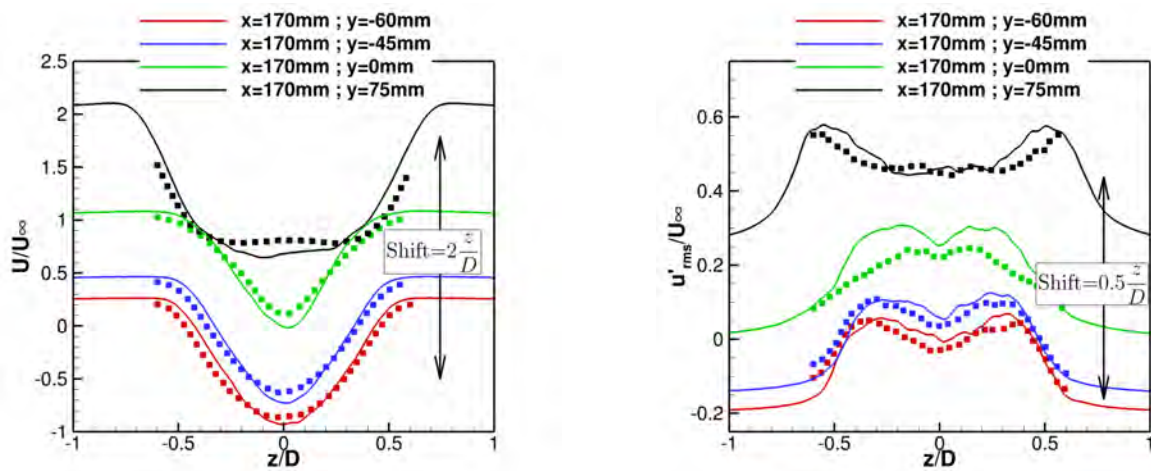 x=170mm ; y=-60mm
x=170mm ; y=-45mm
x=170mm ; y=0mm
x=170mm ; y=75mm
2.5
2
1.5
1
0.5
0
-0.5
-1
U/U∞
Shift=2 z/D
-1 -0.5 0 0.5 1
z/D
x=170mm ; y=-60mm
x=170mm ; y=-45mm
x=170mm ; y=0mm
x=170mm ; y=75mm
0.6
0.4
0.2
0
-0.2
u'rms/U∞
Shift=0.5 z/D
-1 -0.5 0 0.5 1
z/D